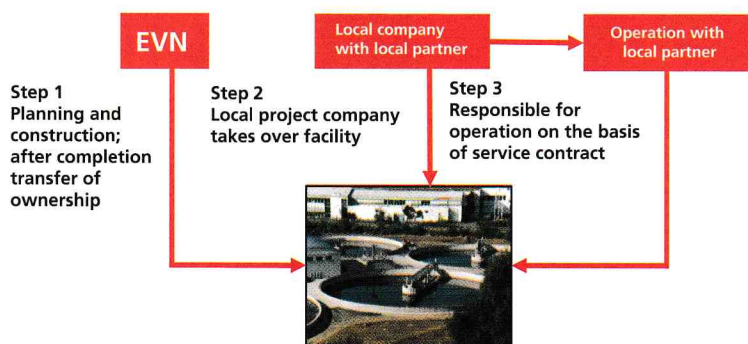 EVN
Local company
with local partner
Operation with
local partner
Step 1
Planning and
construction;
after completion
transfer of
ownership
Step 2
Local project company
takes over facility
Step 3
Responsible for
operation on the basis
of service contract